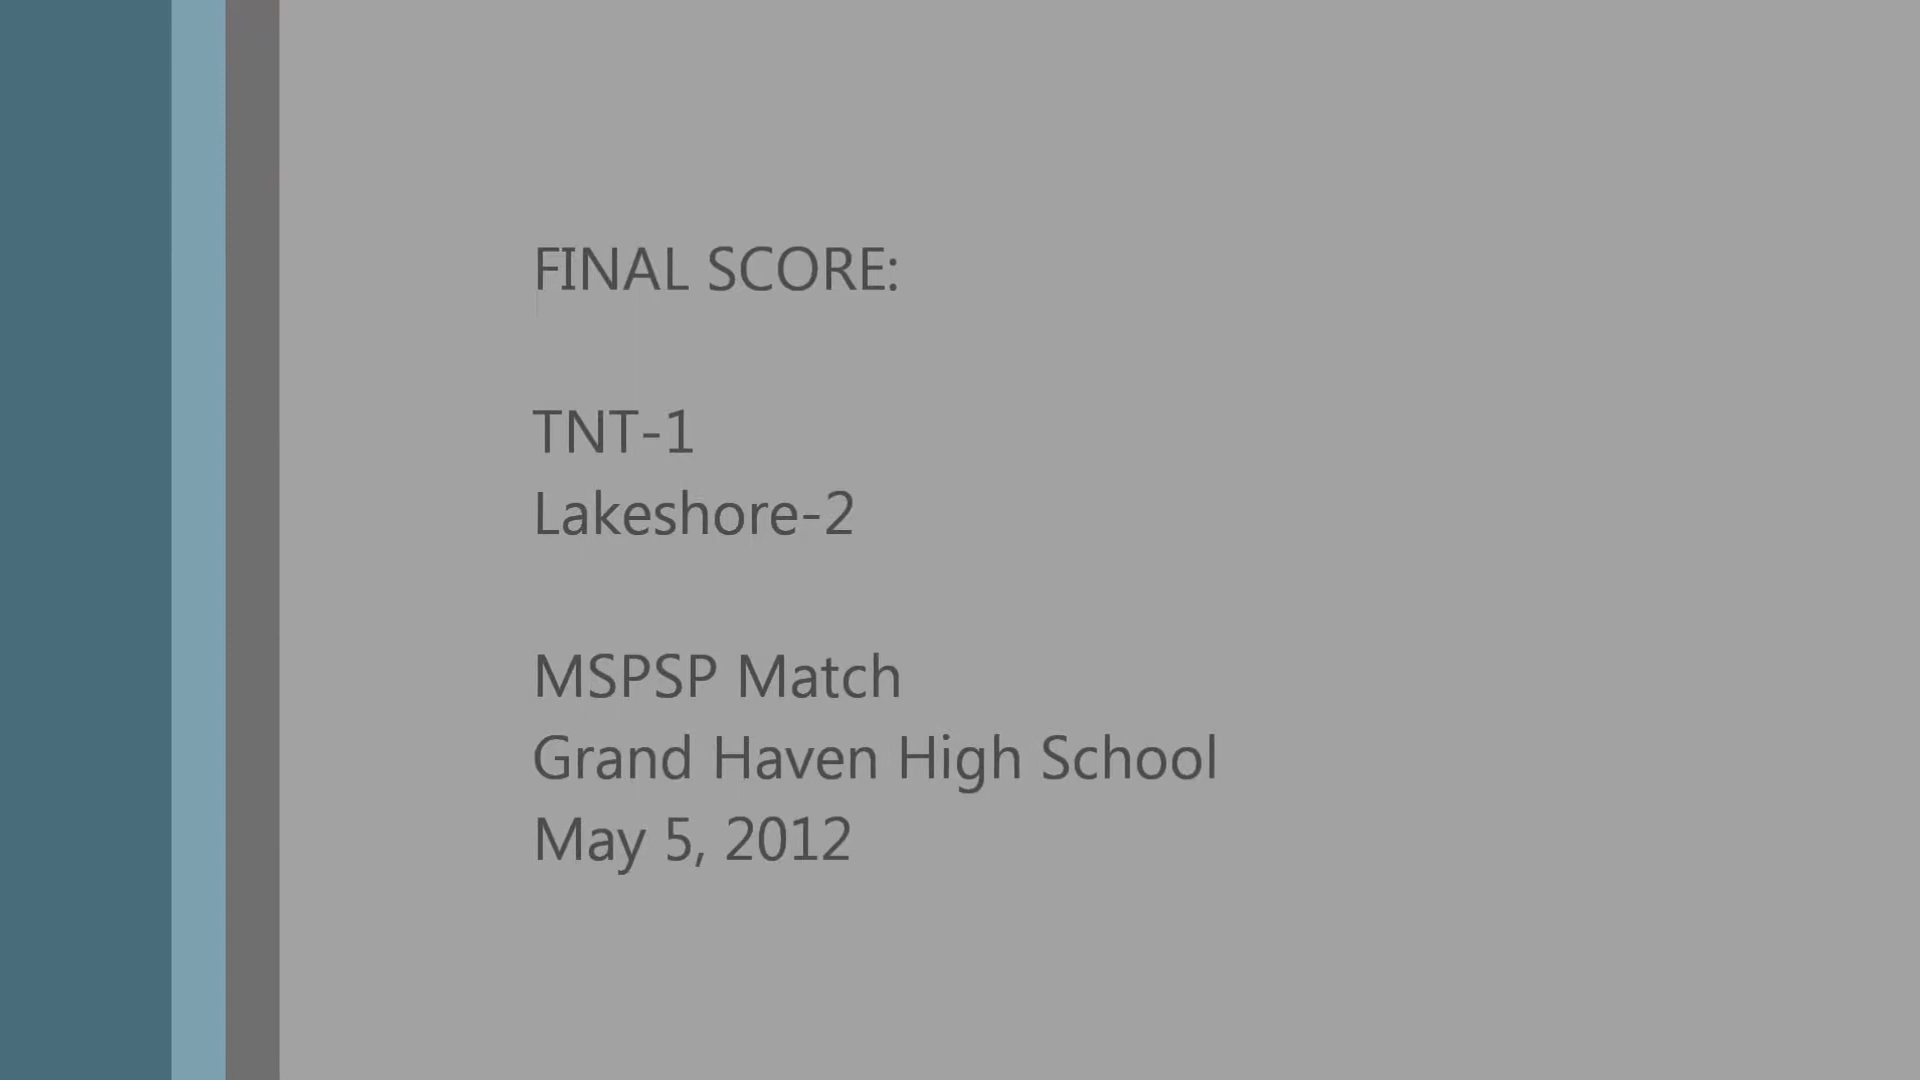 FINAL SCORE:
TNT-1
Lakeshore-2
MSPSP Match
Grand Haven High School
May 5, 2012